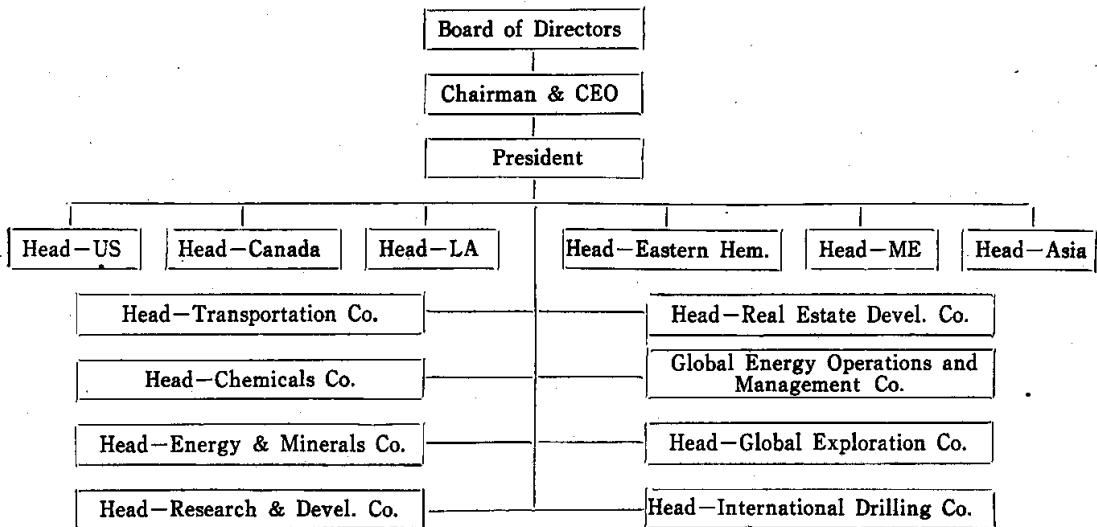 Board of Directors
Chairman & CEO
President
Head—US
Head—Canada
Head—LA
Head—Eastern Hem.
Head—ME
Head—Asia
Head—Transportation Co.
Head—Real Estate Devel. Co.
Head—Chemicals Co.
Global Energy Operations and
Management Co.
Head—Energy & Minerals Co.
Head—Global Exploration Co.
Head—Research & Devel. Co.
Head—International Drilling Co.